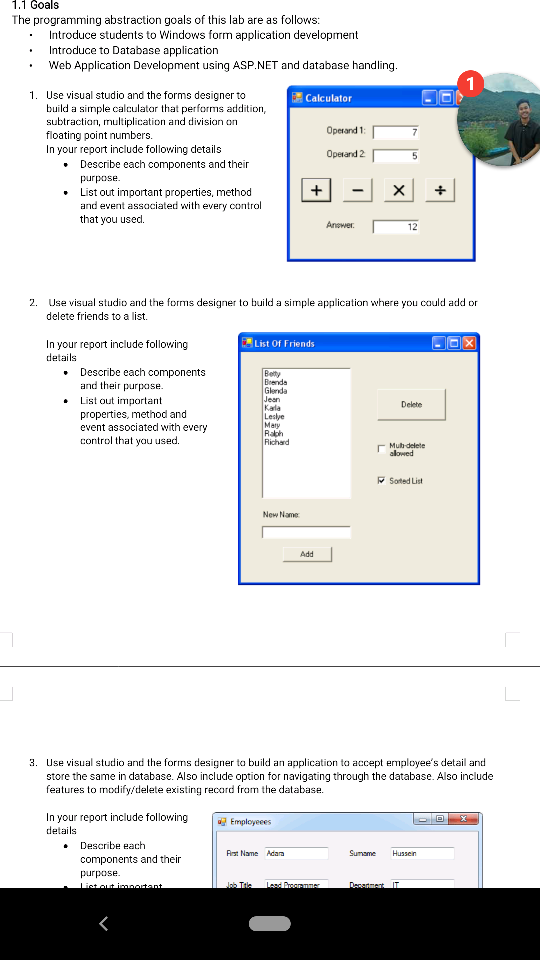 1.1 Goals
The programming abstraction goals of this lab are as follows:
• Introduce students to Windows form application development
• Introduce to Database application
• Web Application Development using ASP.NET and database handling.
1. Use visual studio and the forms designer to
build a simple calculator that performs addition,
subtraction, multiplication and division on
floating point numbers.
In your report include following details
• Describe each components and their
purpose.
• List out important properties, method
and event associated with every control
that you used.
Calculator
1
Operand 1: 7
Operand 2: 5
+ − × ÷
Answer: 12
2. Use visual studio and the forms designer to build a simple application where you could add or
delete friends to a list.
In your report include following
details
• Describe each components
and their purpose.
• List out important
properties, method and
event associated with every
control that you used.
List Of Friends
Betty
Brenda
Glenda
Jean
Karla
Leslye
Mary
Ralph
Richard
Delete
Multi-delete
allowed
Sorted List
New Name:
Add
3. Use visual studio and the forms designer to build an application to accept employee's detail and
store the same in database. Also include option for navigating through the database. Also include
features to modify/delete existing record from the database.
In your report include following
details
• Describe each
components and their
purpose.
• List out important
Employeees
First Name Adara Surname Hussein
Job Title Lead Programmer Department IT